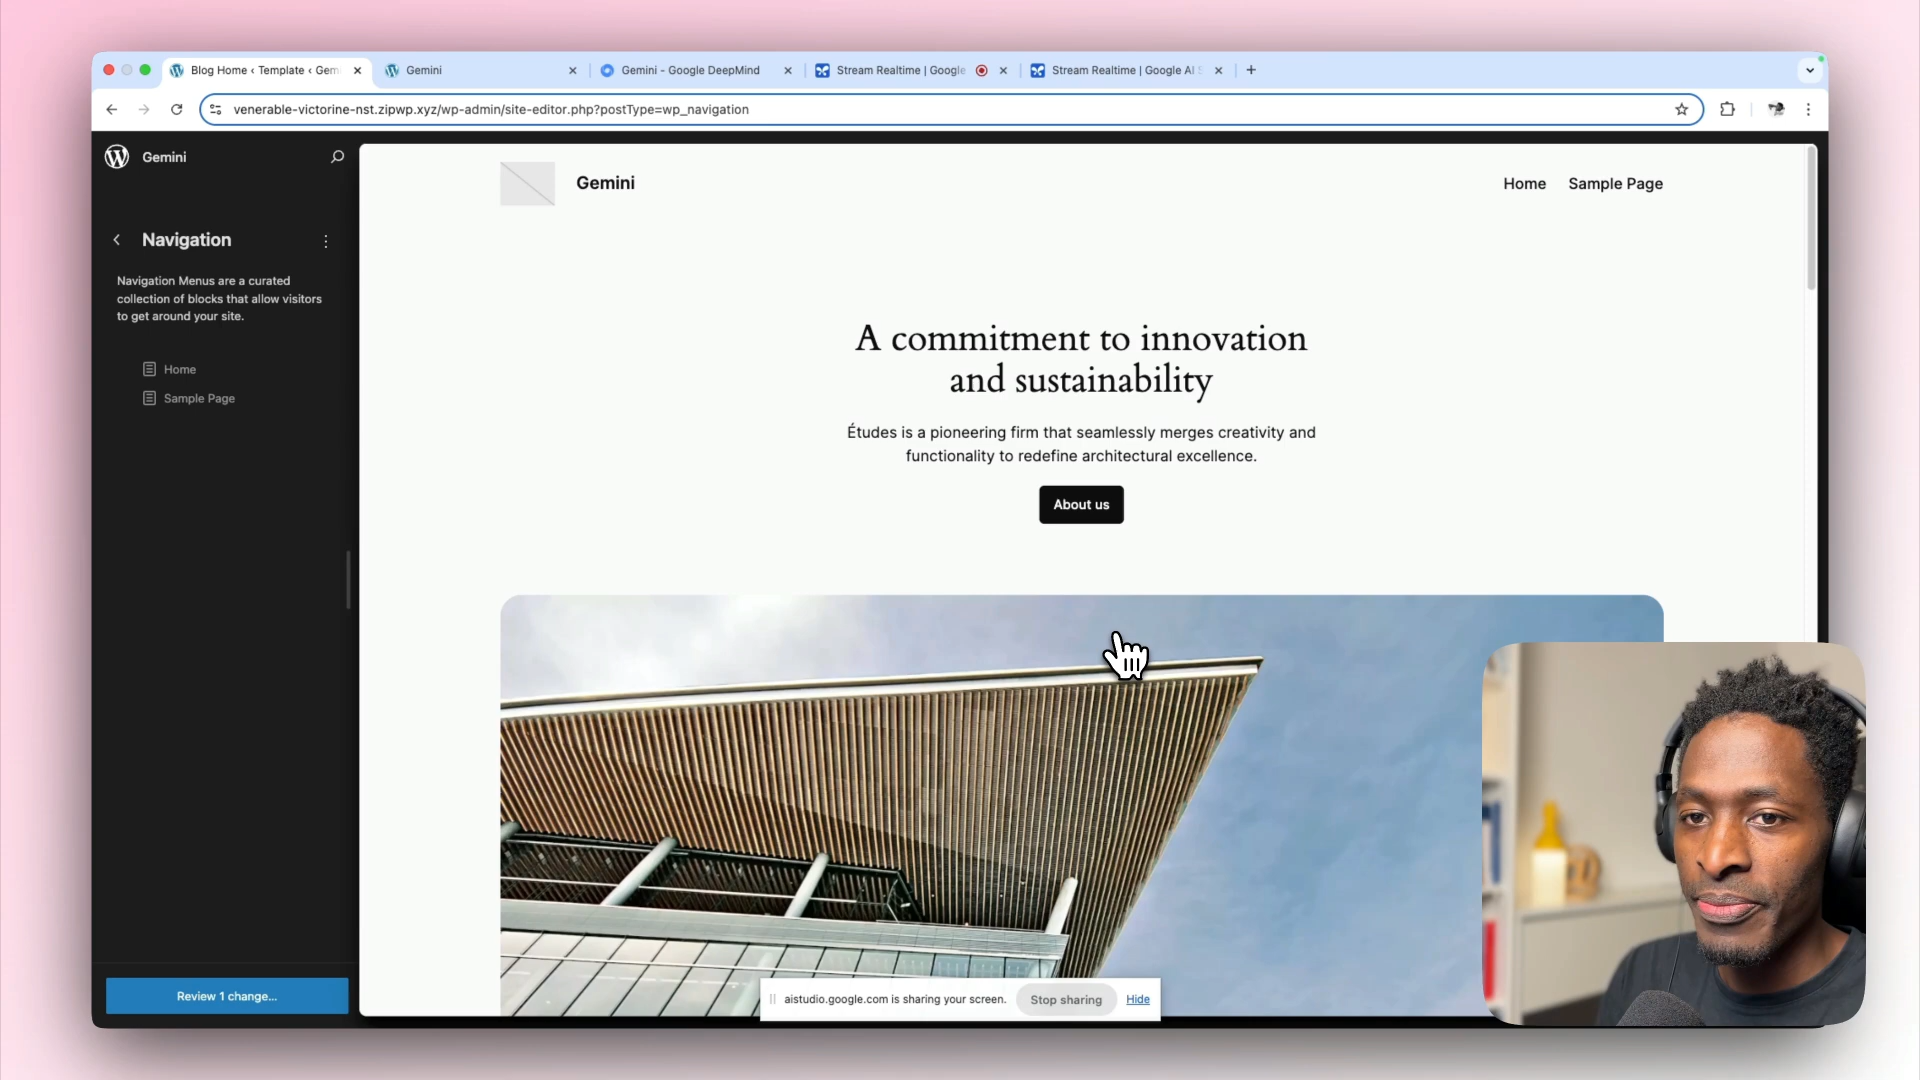 Blog Home ‹ Template ‹ Gem
Gemini
Gemini - Google DeepMind
Stream Realtime | Google
Stream Realtime | Google AI S
venerable-victorine-nst.zipwp.xyz/wp-admin/site-editor.php?postType=wp_navigation
Gemini
Navigation
Navigation Menus are a curated
collection of blocks that allow visitors
to get around your site.
Home
Sample Page
Review 1 change...
Gemini
Home
Sample Page
A commitment to innovation
and sustainability
Études is a pioneering firm that seamlessly merges creativity and
functionality to redefine architectural excellence.
About us
aistudio.google.com is sharing your screen.
Stop sharing
Hide